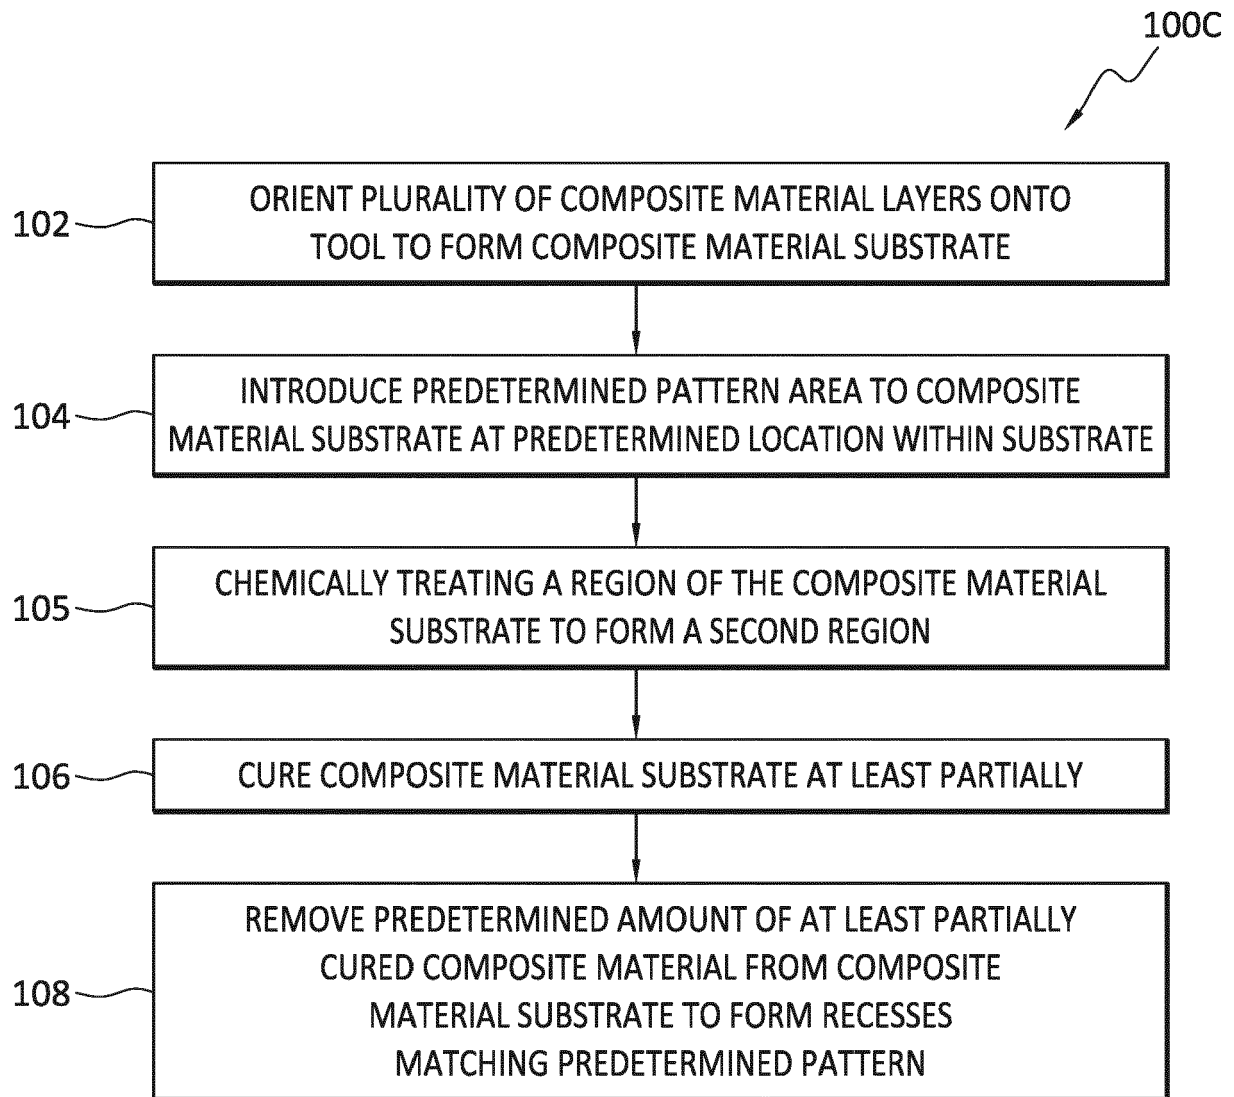 100C
102
ORIENT PLURALITY OF COMPOSITE MATERIAL LAYERS ONTO
TOOL TO FORM COMPOSITE MATERIAL SUBSTRATE
104
INTRODUCE PREDETERMINED PATTERN AREA TO COMPOSITE
MATERIAL SUBSTRATE AT PREDETERMINED LOCATION WITHIN SUBSTRATE
105
CHEMICALLY TREATING A REGION OF THE COMPOSITE MATERIAL
SUBSTRATE TO FORM A SECOND REGION
106
CURE COMPOSITE MATERIAL SUBSTRATE AT LEAST PARTIALLY
108
REMOVE PREDETERMINED AMOUNT OF AT LEAST PARTIALLY
CURED COMPOSITE MATERIAL FROM COMPOSITE
MATERIAL SUBSTRATE TO FORM RECESSES
MATCHING PREDETERMINED PATTERN